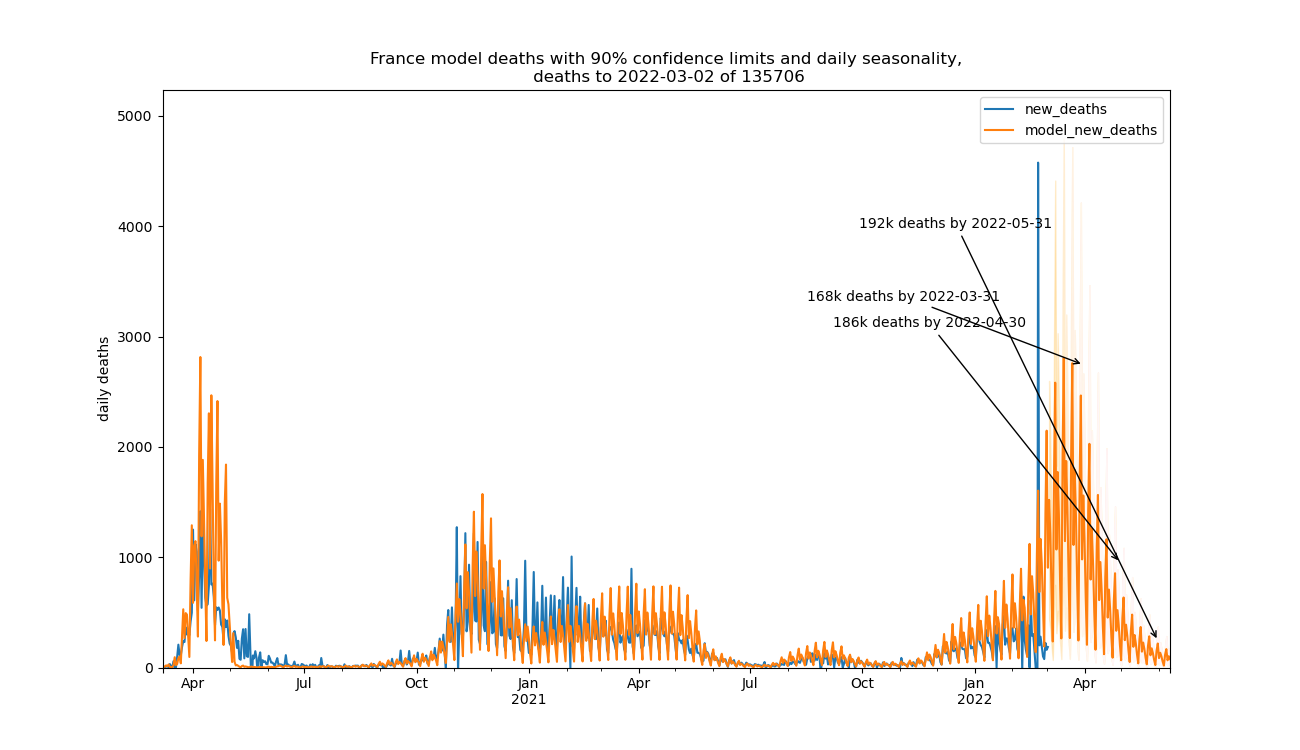 France model deaths with 90% confidence limits and daily seasonality,
deaths to 2022-03-02 of 135706
new_deaths
model_new_deaths
5000
4000
3000
2000
1000
0
daily deaths
192k deaths by 2022-05-31
168k deaths by 2022-03-31
186k deaths by 2022-04-30
Apr Jul Oct Jan Apr Jul Oct Jan Apr
2021 2022